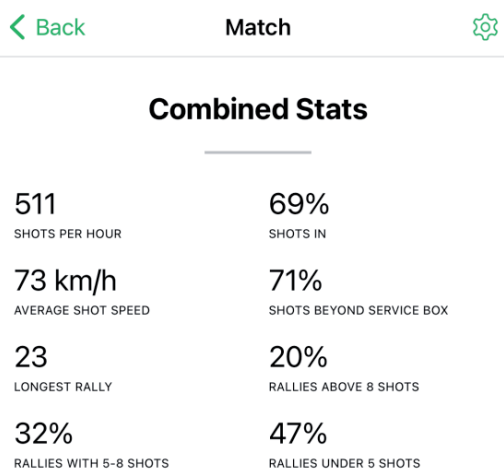 Back
Match
Combined Stats
511
69%
SHOTS PER HOUR
SHOTS IN
73 km/h
71%
AVERAGE SHOT SPEED
SHOTS BEYOND SERVICE BOX
23
20%
LONGEST RALLY
RALLIES ABOVE 8 SHOTS
32%
47%
RALLIES WITH 5-8 SHOTS
RALLIES UNDER 5 SHOTS